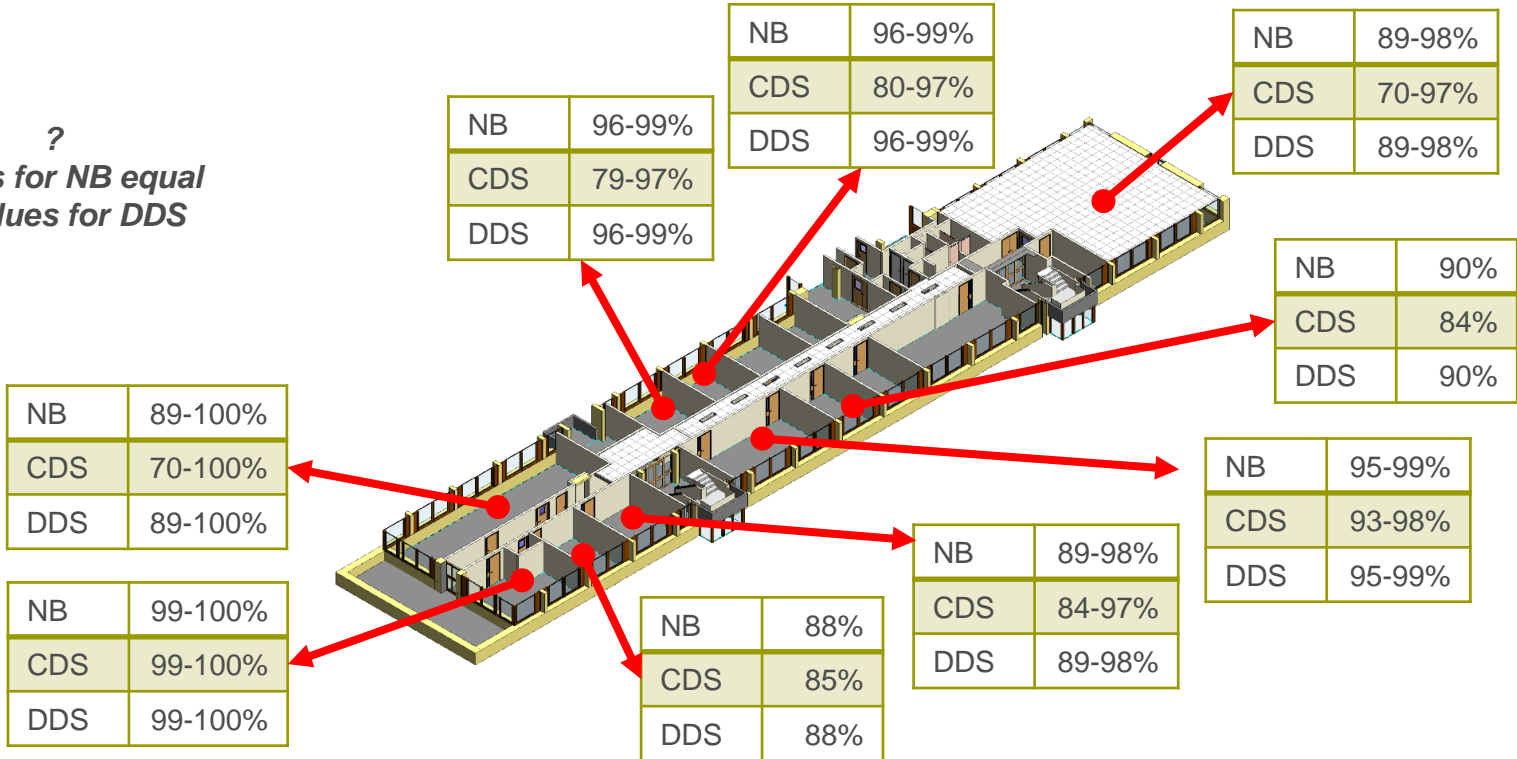 ?
s for NB equal
lues for DDS
NB 96-99%
CDS 79-97%
DDS 96-99%
NB 96-99%
CDS 80-97%
DDS 96-99%
NB 89-98%
CDS 70-97%
DDS 89-98%
NB 90%
CDS 84%
DDS 90%
NB 89-100%
CDS 70-100%
DDS 89-100%
NB 95-99%
CDS 93-98%
DDS 95-99%
NB 89-98%
CDS 84-97%
DDS 89-98%
NB 99-100%
CDS 99-100%
DDS 99-100%
NB 88%
CDS 85%
DDS 88%